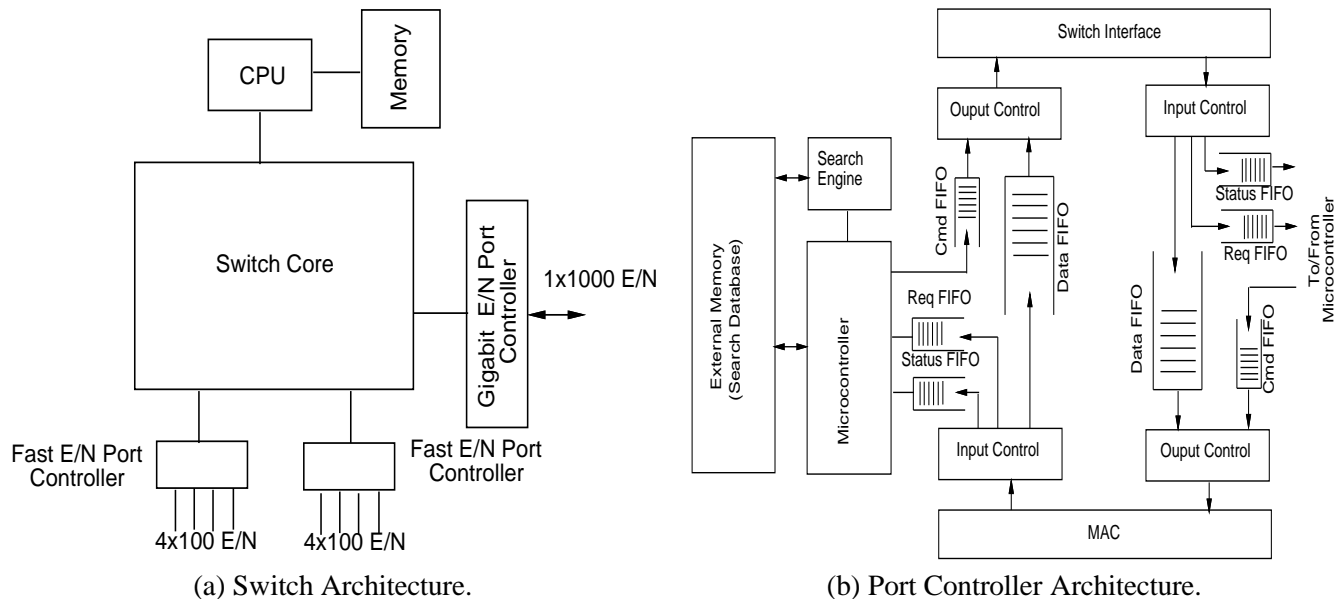 CPU
Memory
Switch Core
Gigabit E/N Port
Controller
1x1000 E/N
Fast E/N Port
Controller
Fast E/N Port
Controller
4x100 E/N
4x100 E/N
(a) Switch Architecture.
Switch Interface
Ouput Control
Input Control
Search
Engine
External Memory
(Search Database)
Microcontroller
Cmd FIFO
Data FIFO
Req FIFO
Status FIFO
Input Control
Status FIFO
Req FIFO
To/From
Microcontroller
Data FIFO
Cmd FIFO
Ouput Control
MAC
(b) Port Controller Architecture.